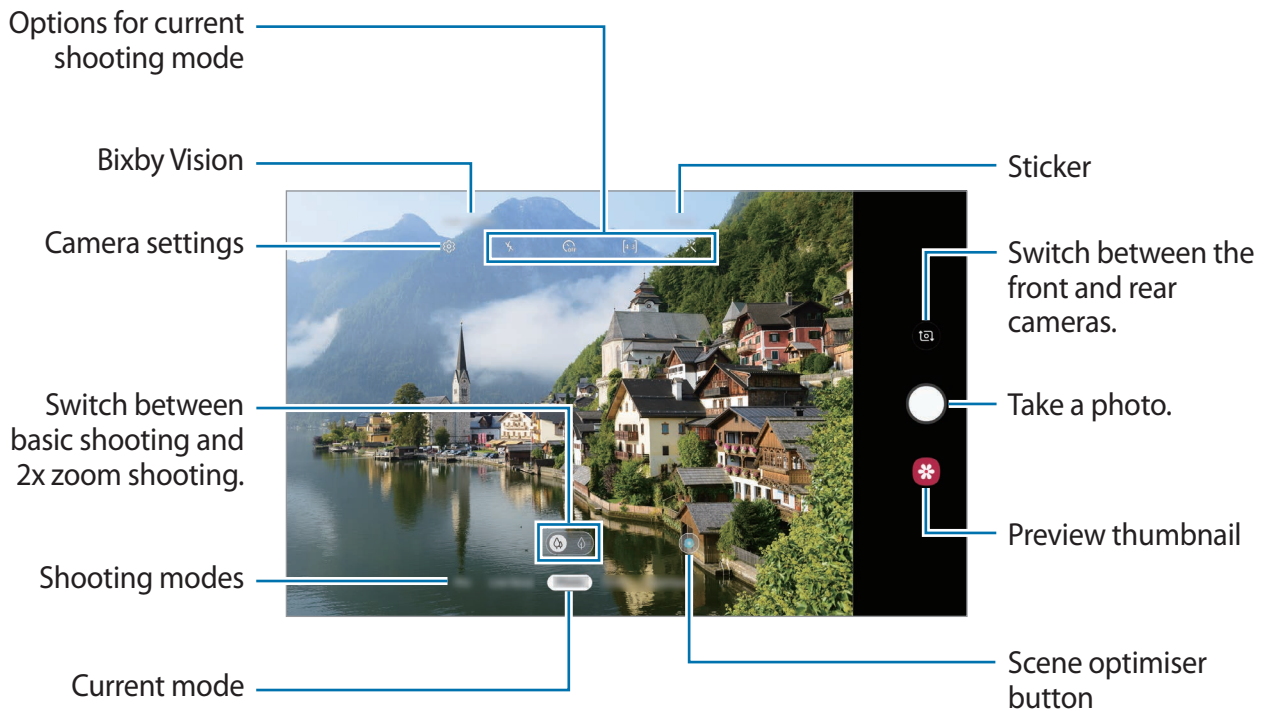 Options for current
shooting mode
Bixby Vision
Camera settings
Switch between
basic shooting and
2x zoom shooting.
Shooting modes
Current mode
Sticker
Switch between the
front and rear
cameras.
Take a photo.
Preview thumbnail
Scene optimiser
button